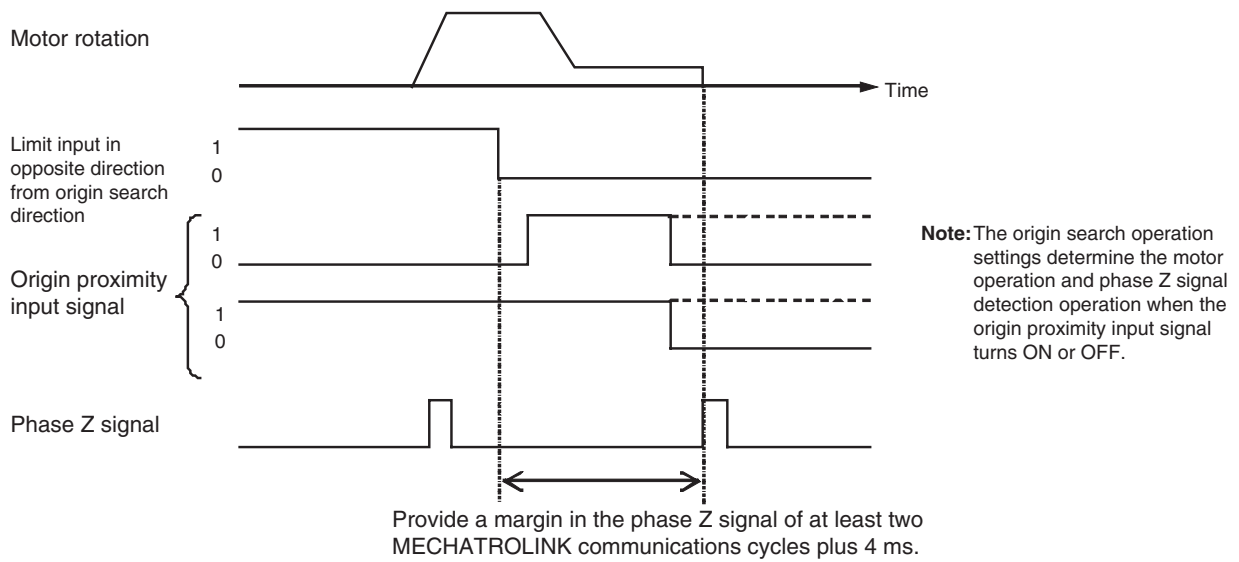 Motor rotation
Time
Limit input in
opposite direction
from origin search
direction
1
0
Origin proximity
input signal
1
0
1
0
Note: The origin search operation
settings determine the motor
operation and phase Z signal
detection operation when the
origin proximity input signal
turns ON or OFF.
Phase Z signal
Provide a margin in the phase Z signal of at least two
MECHATROLINK communications cycles plus 4 ms.